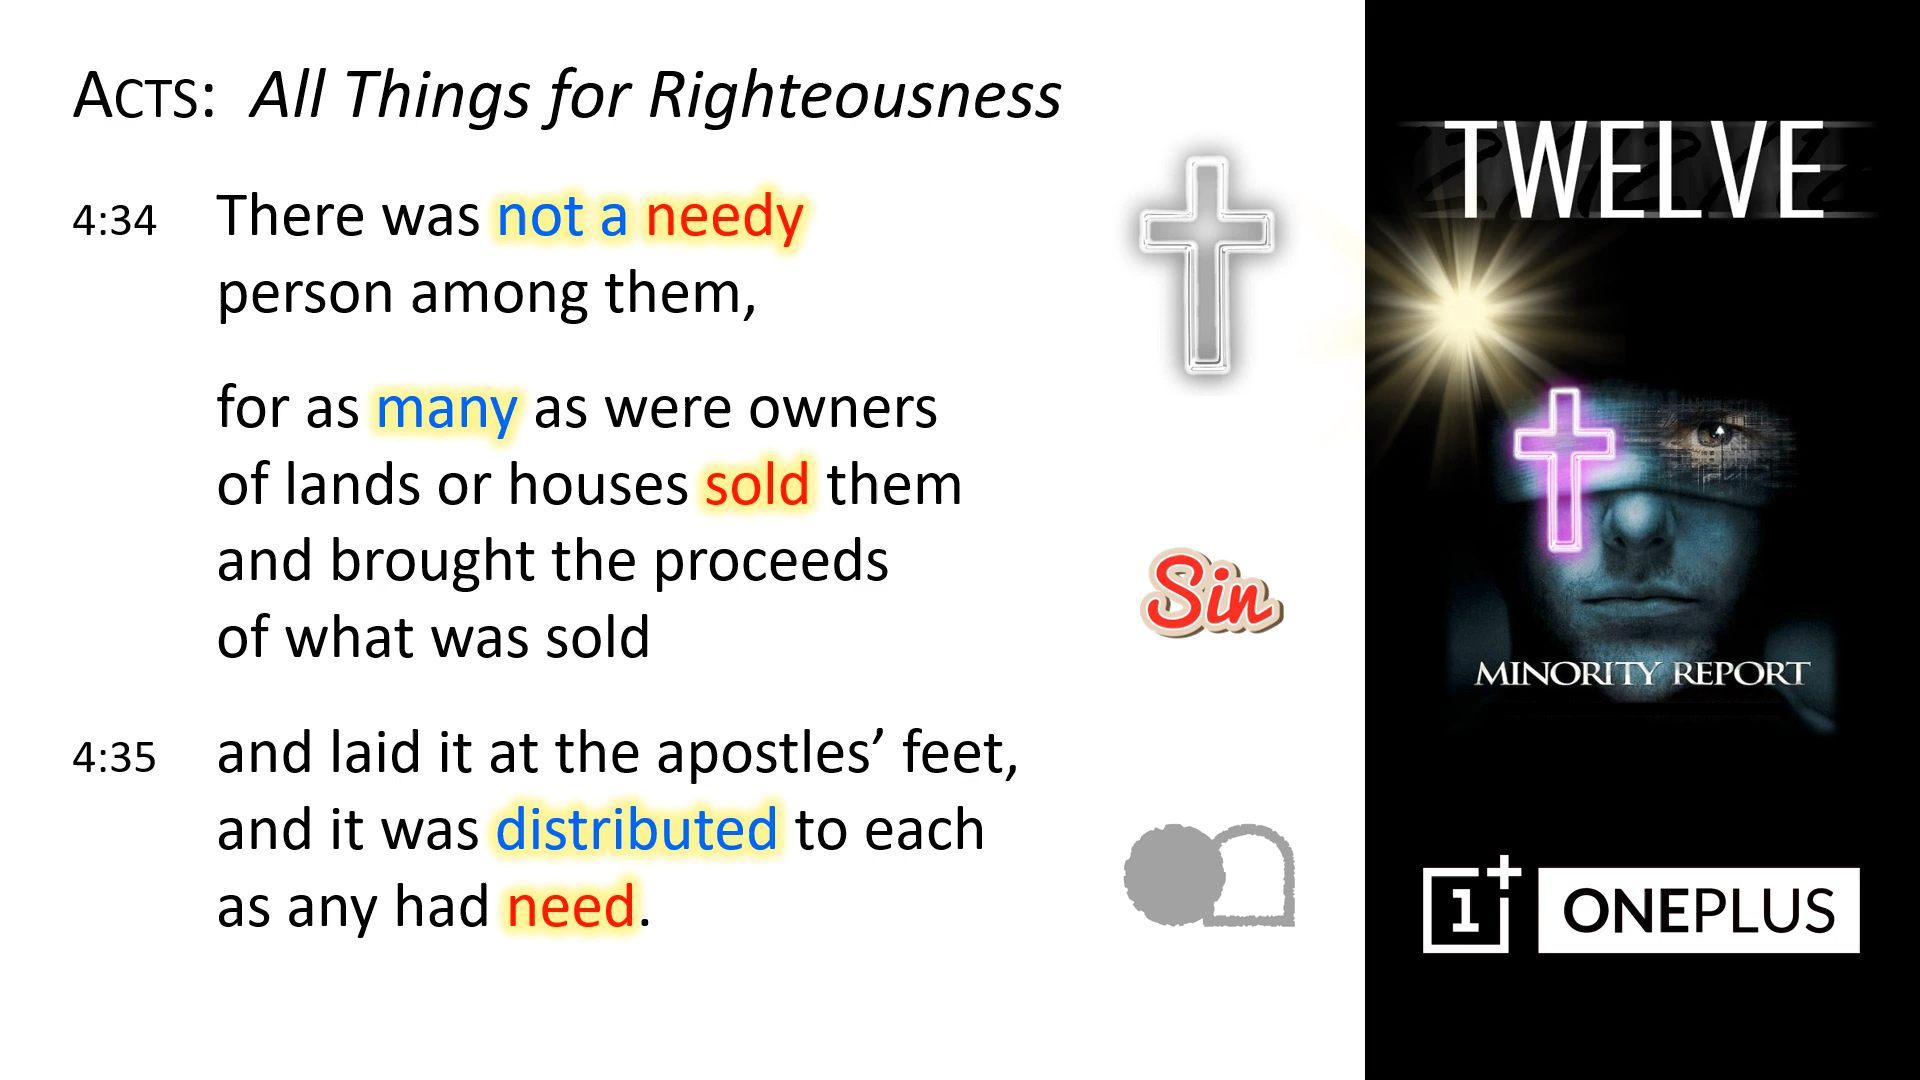 ACTS: All Things for Righteousness
4:34 There was not a needy
person among them,
for as many as were owners
of lands or houses sold them
and brought the proceeds
of what was sold
4:35 and laid it at the apostles’ feet,
and it was distributed to each
as any had need.
Sin
TWELVE
MINORITY REPORT
1+ ONEPLUS